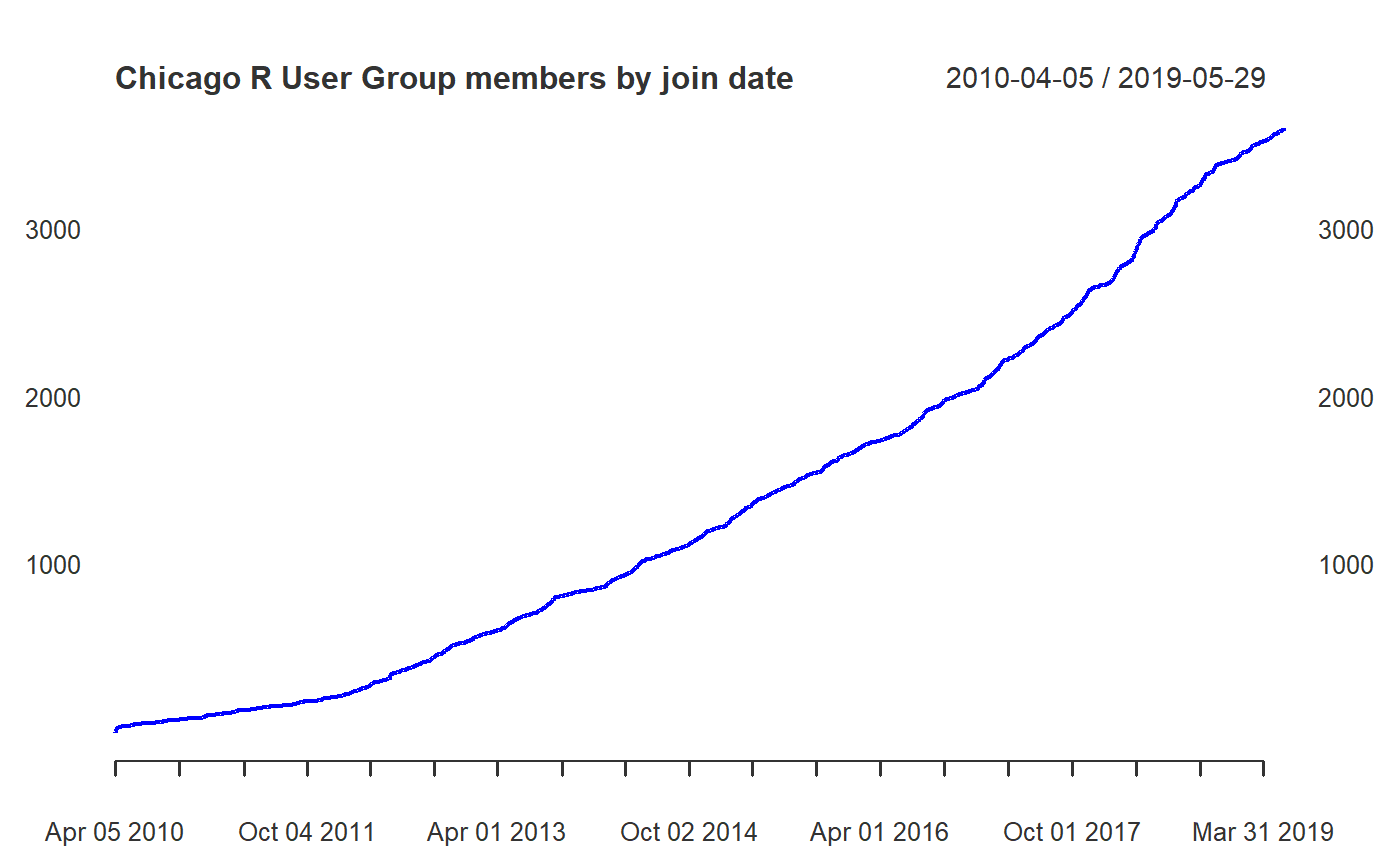 Chicago R User Group members by join date 2010-04-05 / 2019-05-29
3000 3000
2000 2000
1000 1000
Apr 05 2010 Oct 04 2011 Apr 01 2013 Oct 02 2014 Apr 01 2016 Oct 01 2017 Mar 31 2019